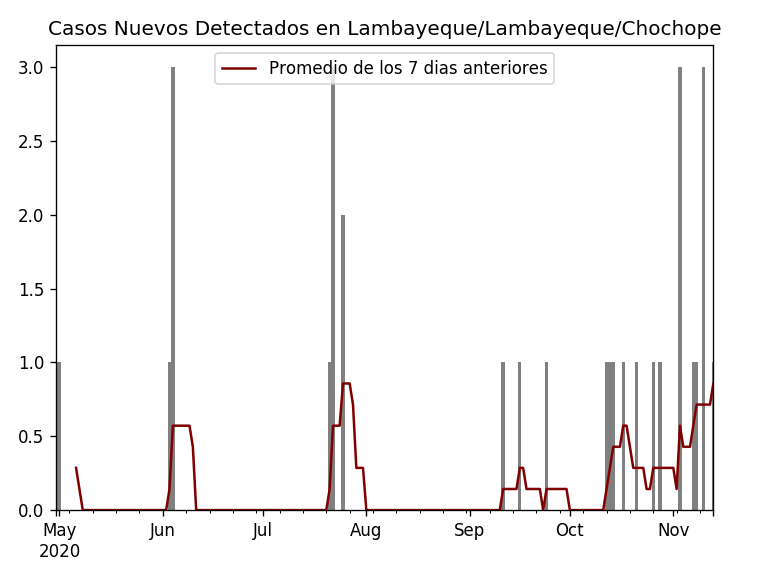 Casos Nuevos Detectados en Lambayeque/Lambayeque/Chochope
Promedio de los 7 dias anteriores
3.0
2.5
2.0
1.5
1.0
0.5
0.0
May Jun Jul Aug Sep Oct Nov
2020